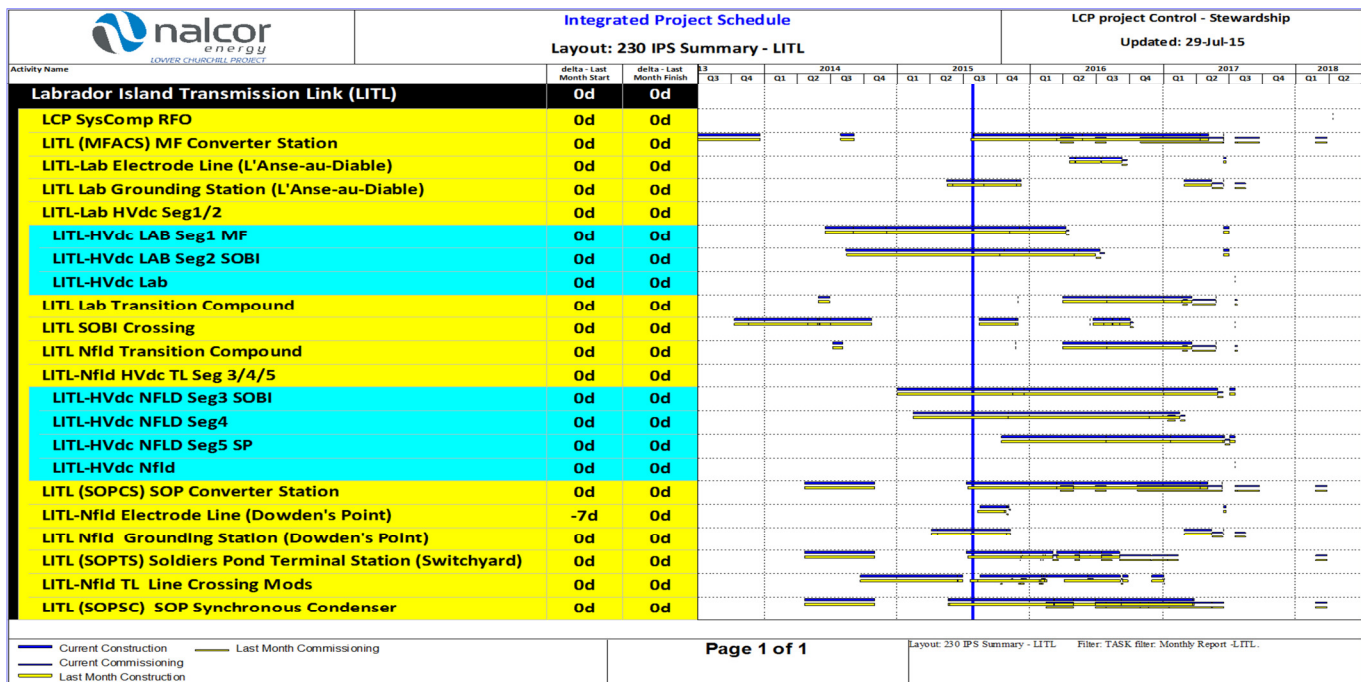 nalcor
energy
LOWER CHURCHILL PROJECT
Integrated Project Schedule
Layout: 230 IPS Summary - LITL
LCP project Control - Stewardship
Updated: 29-Jul-15
Activity Name
delta - Last Month Start
delta - Last Month Finish
13 2014 2015 2016 2017 2018
Q3 Q4 Q1 Q2 Q3 Q4 Q1 Q2 Q3 Q4 Q1 Q2 Q3 Q4 Q1 Q2 Q3 Q4 Q1 Q2
Labrador Island Transmission Link (LITL) 0d 0d
LCP SysComp RFO 0d 0d
LITL (MFACS) MF Converter Station 0d 0d
LITL-Lab Electrode Line (L'Anse-au-Diable) 0d 0d
LITL Lab Grounding Station (L'Anse-au-Diable) 0d 0d
LITL-Lab HVdc Seg1/2 0d 0d
LITL-HVdc LAB Seg1 MF 0d 0d
LITL-HVdc LAB Seg2 SOBI 0d 0d
LITL-HVdc Lab 0d 0d
LITL Lab Transition Compound 0d 0d
LITL SOBI Crossing 0d 0d
LITL Nfld Transition Compound 0d 0d
LITL-Nfld HVdc TL Seg 3/4/5 0d 0d
LITL-HVdc NFLD Seg3 SOBI 0d 0d
LITL-HVdc NFLD Seg4 0d 0d
LITL-HVdc NFLD Seg5 SP 0d 0d
LITL-HVdc Nfld 0d 0d
LITL (SOPCS) SOP Converter Station 0d 0d
LITL-Nfld Electrode Line (Dowden's Point) -7d 0d
LITL Nfld Grounding Station (Dowden's Point) 0d 0d
LITL (SOPTS) Soldiers Pond Terminal Station (Switchyard) 0d 0d
LITL-Nfld TL Line Crossing Mods 0d 0d
LITL (SOPSC) SOP Synchronous Condenser 0d 0d
Current Construction Last Month Commissioning
Current Commissioning
Last Month Construction
Page 1 of 1
Layout: 230 IPS Summary - LITL Filter: TASK filter: Monthly Report -LITL.